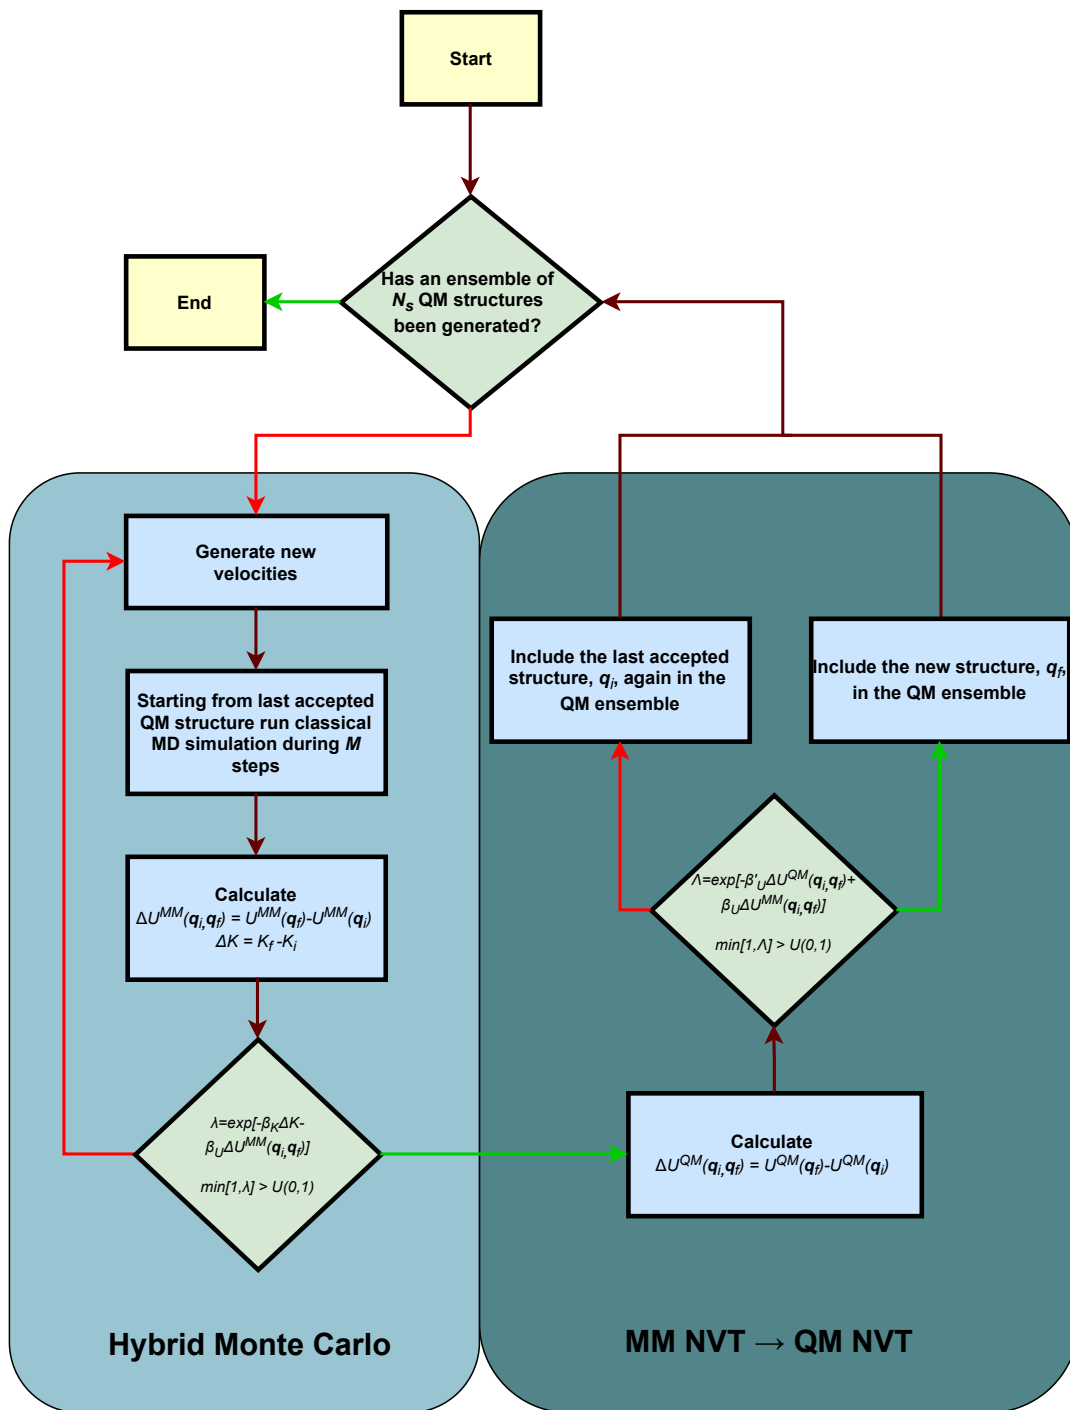 Start
Has an ensemble of
N_s QM structures
been generated?
End
Generate new
velocities
Starting from last accepted
QM structure run classical
MD simulation during M
steps
Calculate
ΔU^MM(q_i,q_f) = U^MM(q_f)-U^MM(q_i)
ΔK = K_f -K_i
λ=exp[-β_KΔK-
β_UΔU^MM(q_i,q_f)]
min[1,λ] > U(0,1)
Hybrid Monte Carlo
Include the last accepted
structure, q_i, again in the
QM ensemble
Include the new structure, q_f,
in the QM ensemble
Λ=exp[-β'_UΔU^QM(q_i,q_f)+
β_UΔU^MM(q_i,q_f)]
min[1,Λ] > U(0,1)
Calculate
ΔU^QM(q_i,q_f) = U^QM(q_f)-U^QM(q_i)
MM NVT → QM NVT